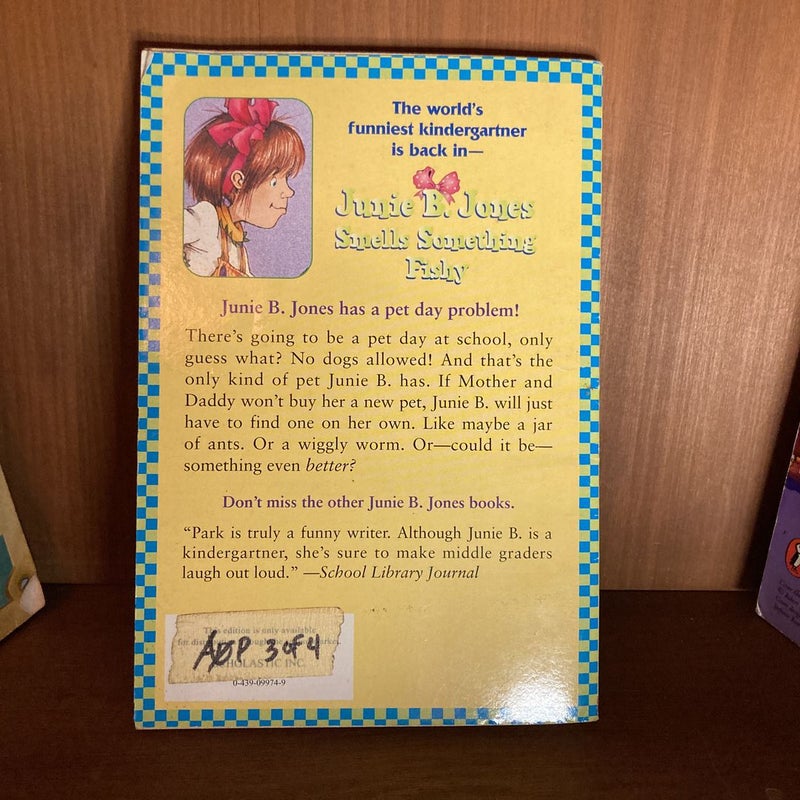 The world's
funniest kindergartner
is back in—
Junie B. Jones
Smells Something
Fishy
Junie B. Jones has a pet day problem!
There's going to be a pet day at school, only
guess what? No dogs allowed! And that's the
only kind of pet Junie B. has. If Mother and
Daddy won't buy her a new pet, Junie B. will just
have to find one on her own. Like maybe a jar
of ants. Or a wiggly worm. Or—could it be—
something even better?
Don't miss the other Junie B. Jones books.
“Park is truly a funny writer. Although Junie B. is a
kindergartner, she's sure to make middle graders
laugh out loud.” —School Library Journal
This edition is only available
for
3 of 4
SCHOLASTIC INC.
0-439-09974-9